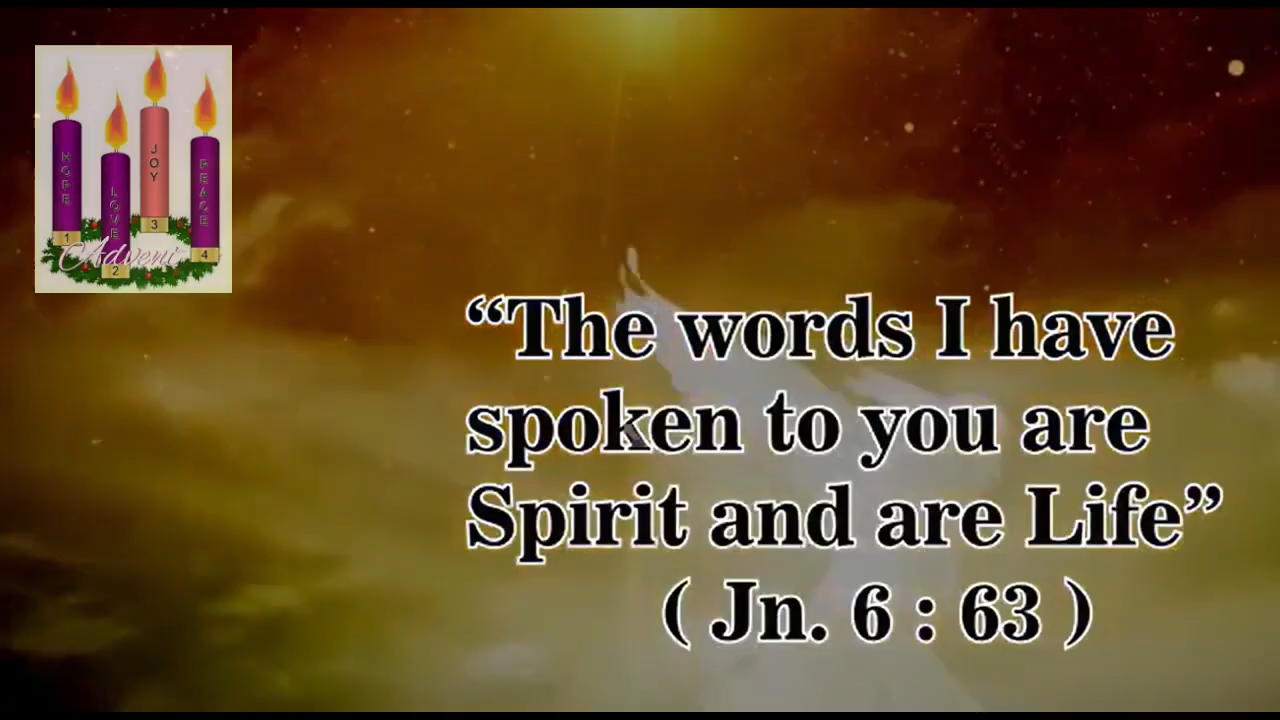 HOPE
LOVE
JOY
PEACE
1
2
3
4
Advent
“The words I have
spoken to you are
Spirit and are Life”
( Jn. 6 : 63 )